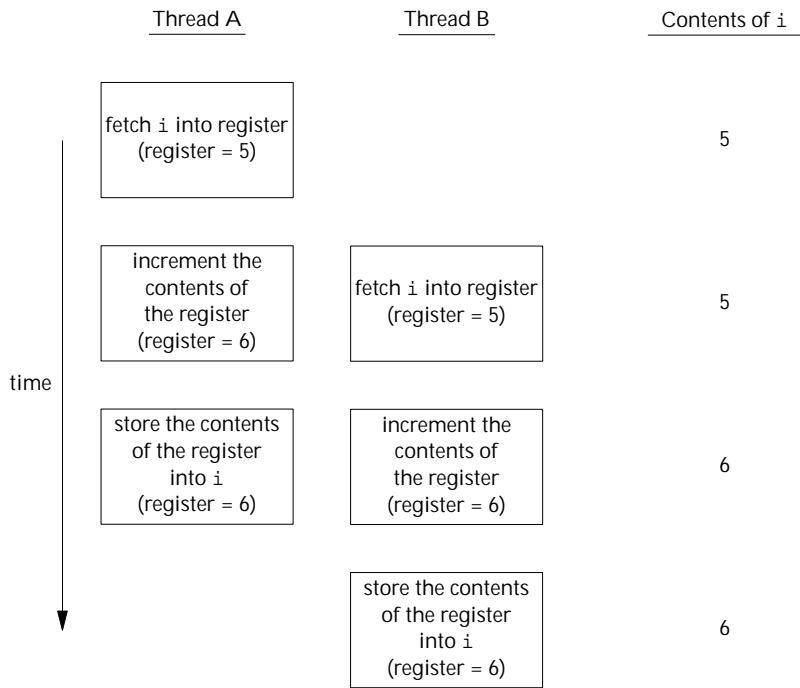 Thread A
Thread B
Contents of i
fetch i into register
(register = 5)
5
increment the
contents of
the register
(register = 6)
fetch i into register
(register = 5)
5
time
store the contents
of the register
into i
(register = 6)
increment the
contents of
the register
(register = 6)
6
store the contents
of the register
into i
(register = 6)
6